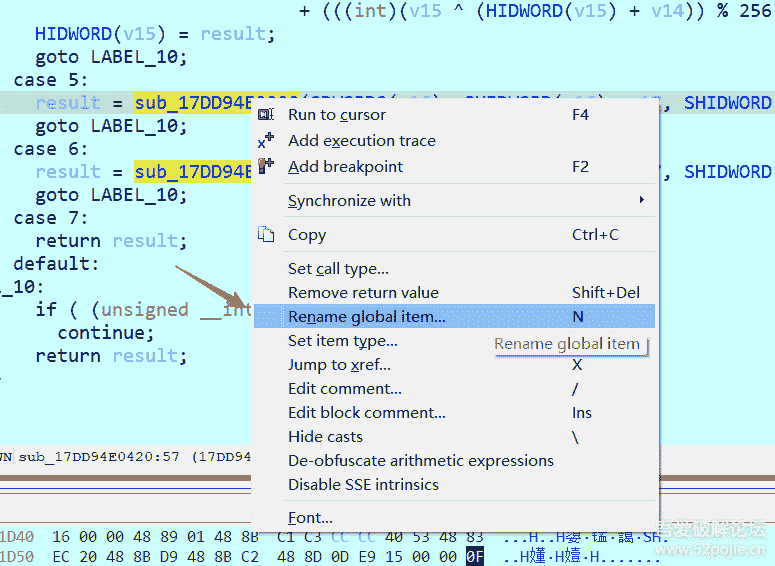 + (((int)(v15 ^ (HIDWORD(v15) + v14)) % 256
HIDWORD(v15) = result;
goto LABEL_10;
case 5:
result = sub_17DD94E
SHIDWORD
goto LABEL_10;
case 6:
result = sub_17DD94E
, SHIDWORD
goto LABEL_10;
case 7:
return result;
default:
L_10:
if ( (unsigned __int
continue;
return result;
Run to cursor F4
Add execution trace
Add breakpoint F2
Synchronize with
Copy Ctrl+C
Set call type...
Remove return value Shift+Del
Rename global item... N
Set item type...
Rename global item
Jump to xref... X
Edit comment... /
Edit block comment... Ins
Hide casts \
De-obfuscate arithmetic expressions
Disable SSE intrinsics
Font...
WN sub_17DD94E0420:57 (17DD94
1D40 16 00 00 48 89 01 48 8B C1 C3 CC CC 40 53 48 83
1D50 EC 20 48 8B D9 8B C2 48 8D 0D E9 15 00 00 0F
吾爱破解论坛
www.52pojie.cn